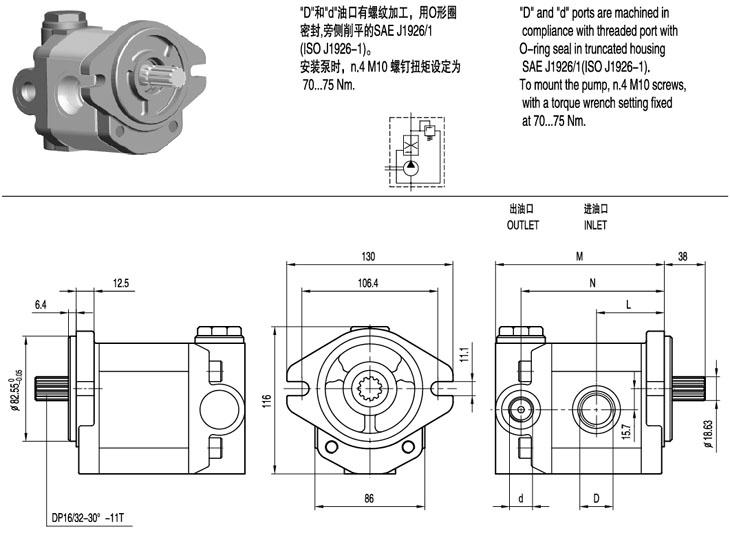 "D"和"d"油口有螺纹加工，用O形圈
密封,旁侧削平的SAE J1926/1
(ISO J1926-1)。
安装泵时，n.4 M10 螺钉扭矩设定为
70...75 Nm.
"D" and "d" ports are machined in
compliance with threaded port with
O-ring seal in truncated housing
SAE J1926/1(ISO J1926-1).
To mount the pump, n.4 M10 screws,
with a torque wrench setting fixed
at 70...75 Nm.
出油口
OUTLET
进油口
INLET
12.5
6.4
ø82.55 0 -0.05
DP16/32-30° -11T
130
106.4
11.1
116
86
M
38
N
L
15.7
ø18.63
d
D